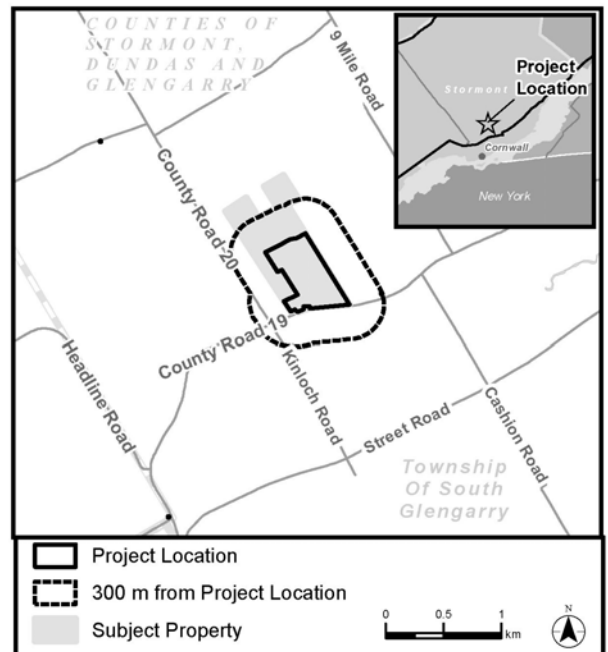 COUNTIES OF
STORMONT,
DUNDAS AND
GLENGARRY
9 Mile Road
Project
Location
Stormont
Cornwall
New York
County Road 20
County Road 19
Kinloch Road
Headline Road
Street Road
Cashion Road
Township
Of South
Glengarry
Project Location
300 m from Project Location
Subject Property
0 0.5 1
km
N